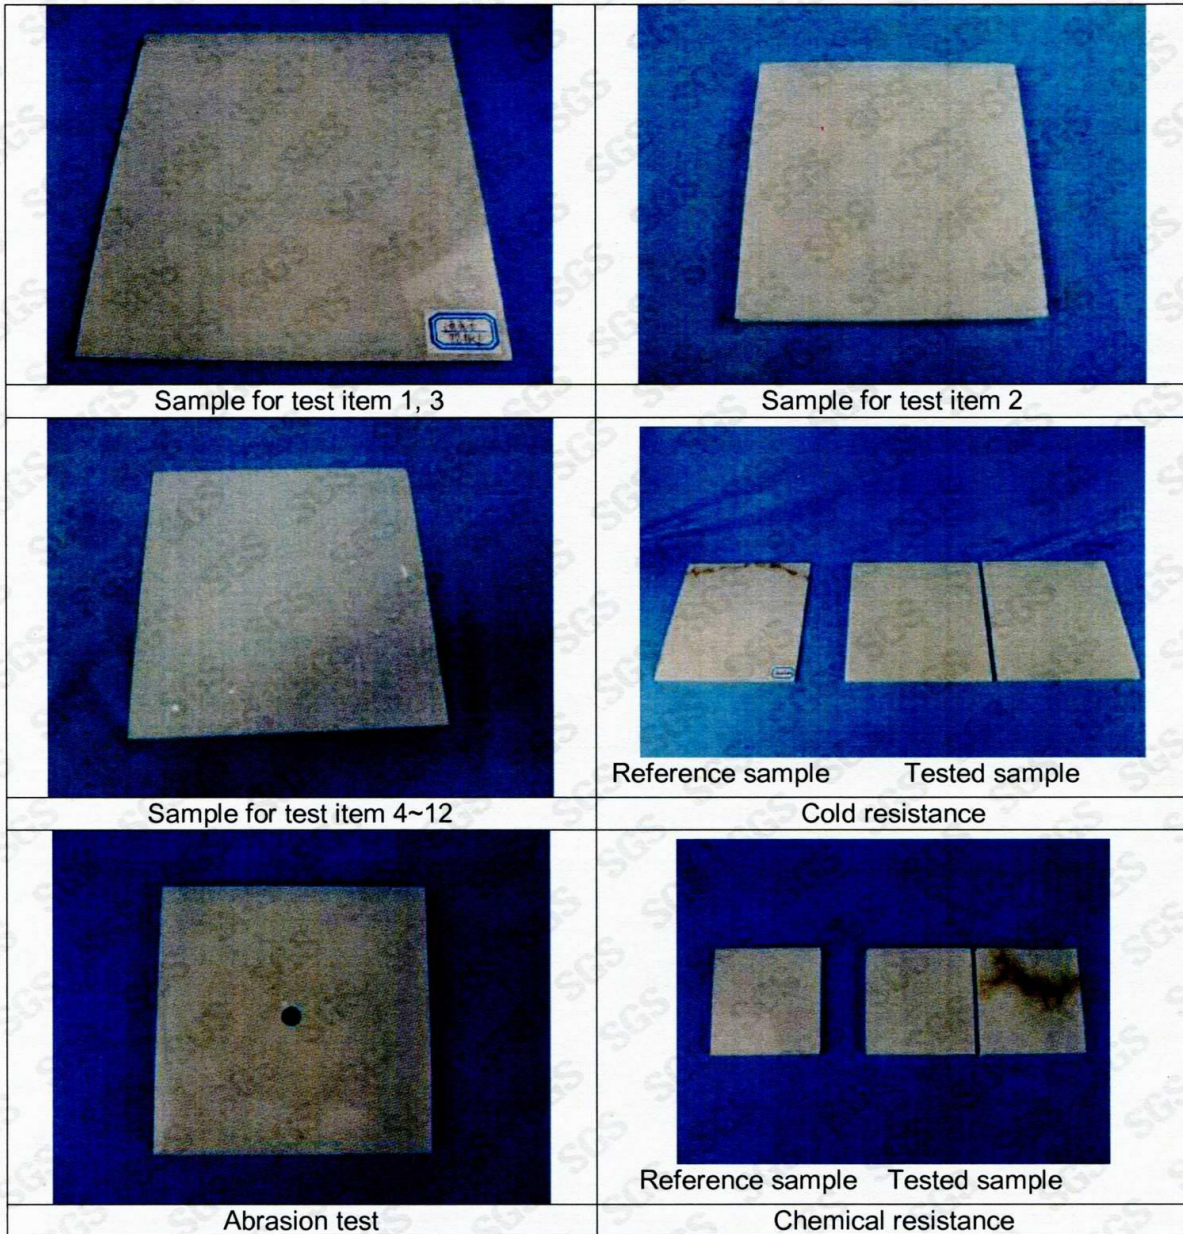 Sample for test item 1, 3
Sample for test item 2
Sample for test item 4~12
Reference sample Tested sample
Cold resistance
Abrasion test
Reference sample Tested sample
Chemical resistance
SGS